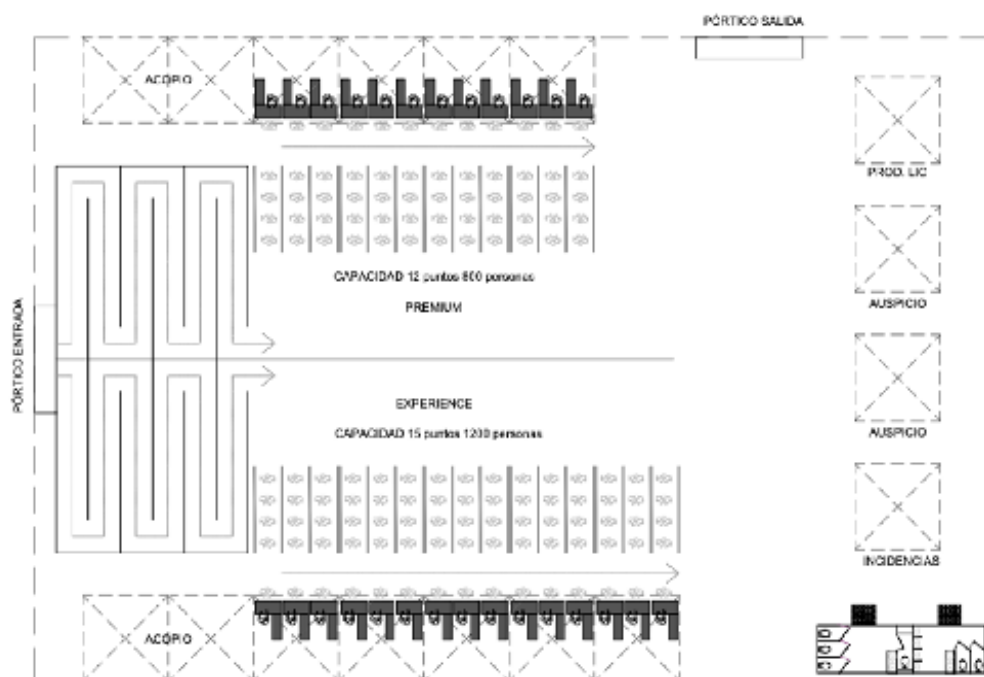 PÓRTICO SALIDA
ACOPIO
PROD. LIC
CAPACIDAD 12 puntos 800 personas
PREMIUM
AUSPICIO
PÓRTICO ENTRADA
EXPERIENCE
CAPACIDAD 15 puntos 1200 personas
AUSPICIO
INCIDENCIAS
ACOPIO